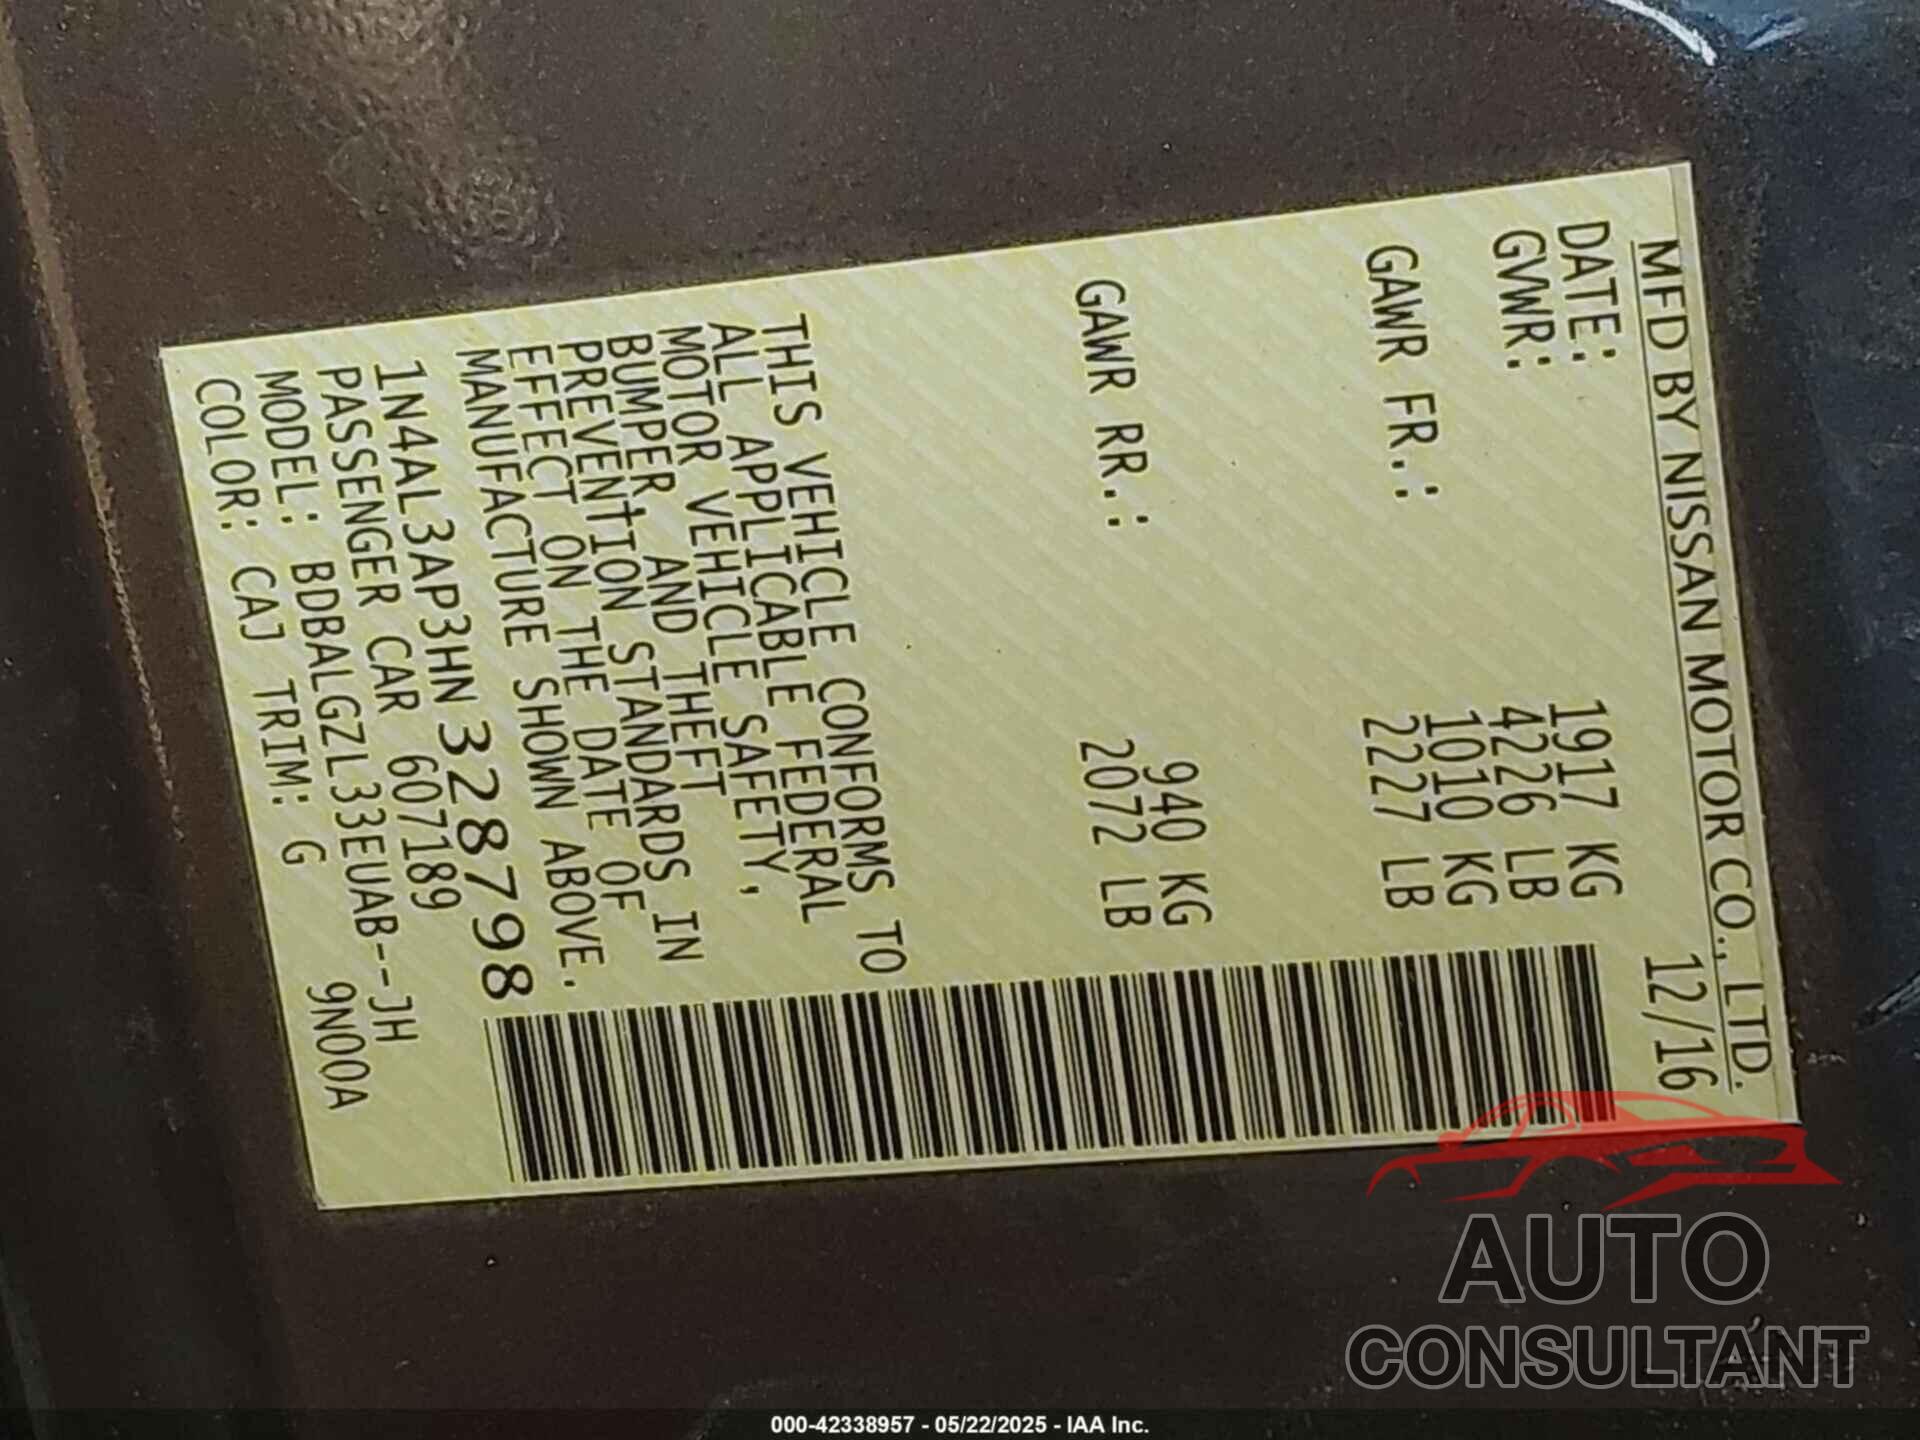 MFD BY NISSAN MOTOR CO., LTD.
DATE: 12/16
GVWR: 1917 KG
4226 LB
GAWR FR.: 1010 KG
2227 LB
GAWR RR.: 940 KG
2072 LB
THIS VEHICLE CONFORMS TO
ALL APPLICABLE FEDERAL
MOTOR VEHICLE SAFETY,
BUMPER, AND THEFT
PREVENTION STANDARDS IN
EFFECT ON THE DATE OF
MANUFACTURE SHOWN ABOVE.
1N4AL3AP3HN328798
PASSENGER CAR 607189
MODEL: BDBALGZL33EUAB--JH
COLOR: CAJ TRIM: G 9N00A
AUTO
CONSULTANT
000-42338957 - 05/22/2025 - IAA Inc.